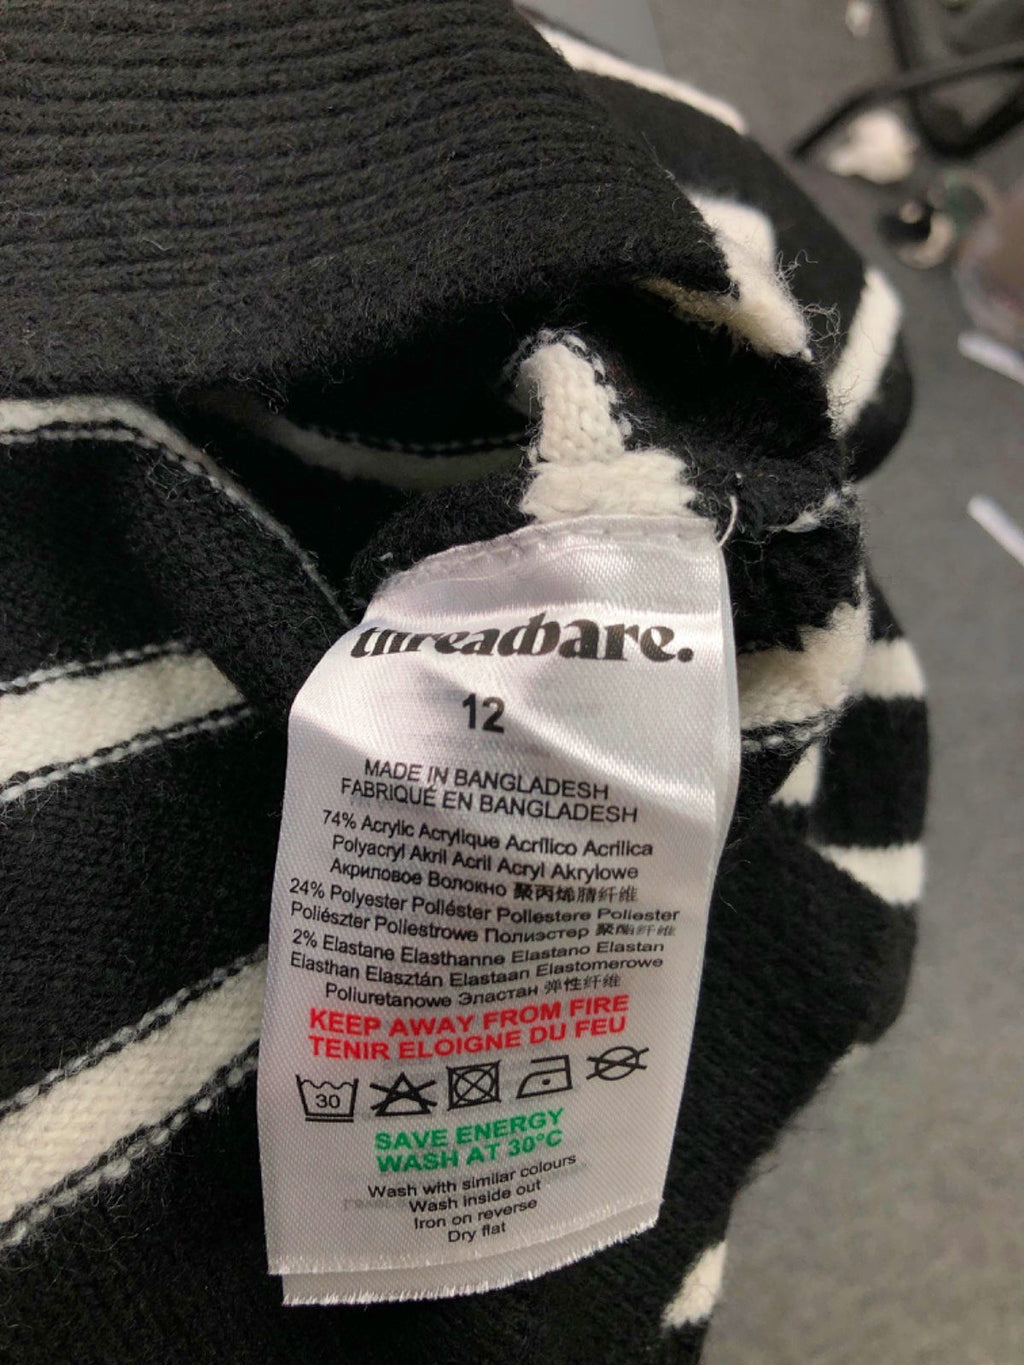 threadbare.
12
MADE IN BANGLADESH
FABRIQUÉ EN BANGLADESH
74% Acrylic Acrylique Acrílico Acrilica
Polyacryl Akril Acril Acryl Akrylowe
Акриловое Волокно 聚丙烯腈纤维
24% Polyester Poliéster Poliestere Poliester
Poliészter Poliestrowe Полиэстер 聚酯纤维
2% Elastane Elasthanne Elastano Elastan
Elasthan Elasztán Elastaan Elastomerowe
Poliuretanowe Эластан 弹性纤维
KEEP AWAY FROM FIRE
TENIR ELOIGNE DU FEU
30
SAVE ENERGY
WASH AT 30°C
Wash with similar colours
Wash inside out
Iron on reverse
Dry flat